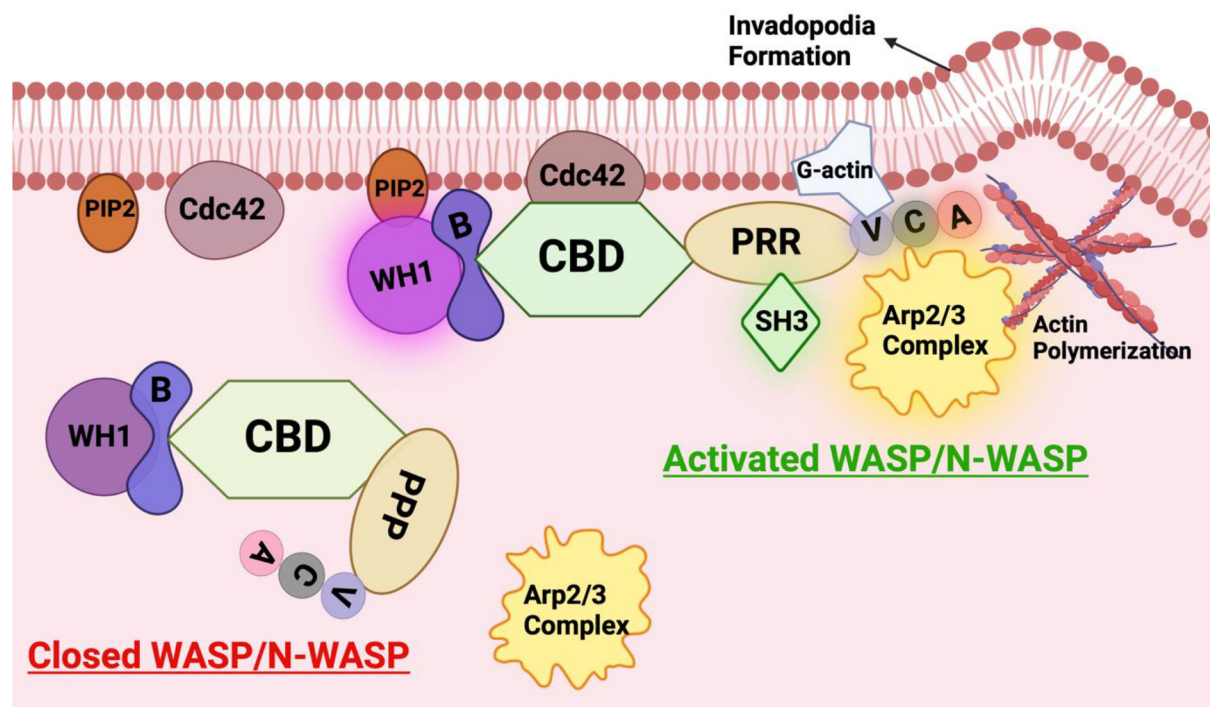 Invadopodia
Formation
PIP2
Cdc42
PIP2
Cdc42
G-actin
WH1
B
CBD
PRR
V
C
A
SH3
Arp2/3
Complex
Actin
Polymerization
Activated WASP/N-WASP
WH1
B
CBD
PPP
A
C
V
Arp2/3
Complex
Closed WASP/N-WASP